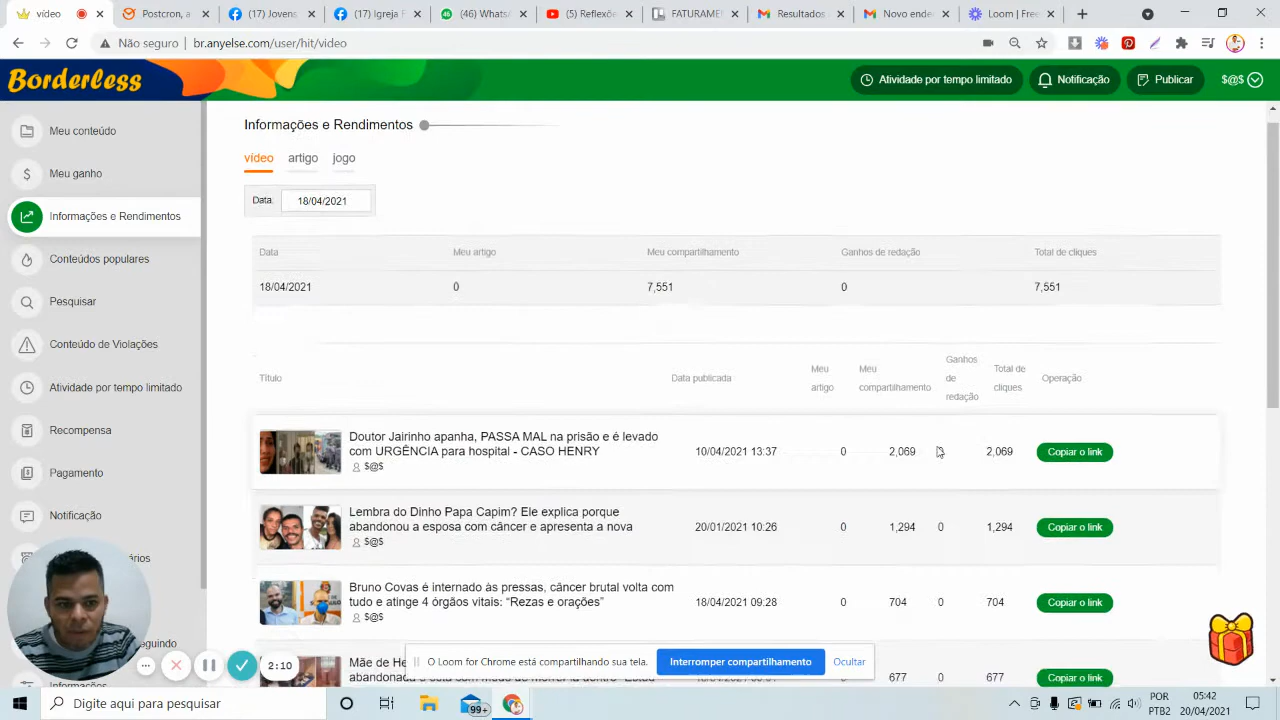 vídeo
(17) Igreja F
(17) jogo
(46) What
(5) Reflexõe
FATURAME
Resultados
Novo ende
Loom | Free
Não seguro | br.anyelse.com/user/hit/video
Borderless
Atividade por tempo limitado
Notificação
Publicar
$@$
Meu conteúdo
Meu ganho
Informações e Rendimentos
Conteúdos populares
Pesquisar
Conteúdo de Violações
Atividade por tempo limitado
Recompensa
Pagamento
Notificação
Informações e Rendimentos
vídeo artigo jogo
Data: 18/04/2021
Data Meu artigo Meu compartilhamento Ganhos de redação Total de cliques
18/04/2021 0 7,551 0 7,551
Título Data publicada Meu artigo Meu compartilhamento Ganhos de redação Total de cliques Operação
Doutor Jairinho apanha, PASSA MAL na prisão e é levado
com URGÊNCIA para hospital - CASO HENRY
$@$
10/04/2021 13:37 0 2,069 2,069 Copiar o link
Lembra do Dinho Papa Capim? Ele explica porque
abandonou a esposa com câncer e apresenta a nova
$@$
20/01/2021 10:26 0 1,294 0 1,294 Copiar o link
Bruno Covas é internado às pressas, câncer brutal volta com
tudo e atinge 4 órgãos vitais: “Rezas e orações”
$@$
18/04/2021 09:28 0 704 0 704 Copiar o link
Mãe de He
677 677 Copiar o link
2:10
O Loom for Chrome está compartilhando sua tela.
Interromper compartilhamento
Ocultar
Digite aqui para pesquisar
99+
POR
PTB2
05:42
20/04/2021